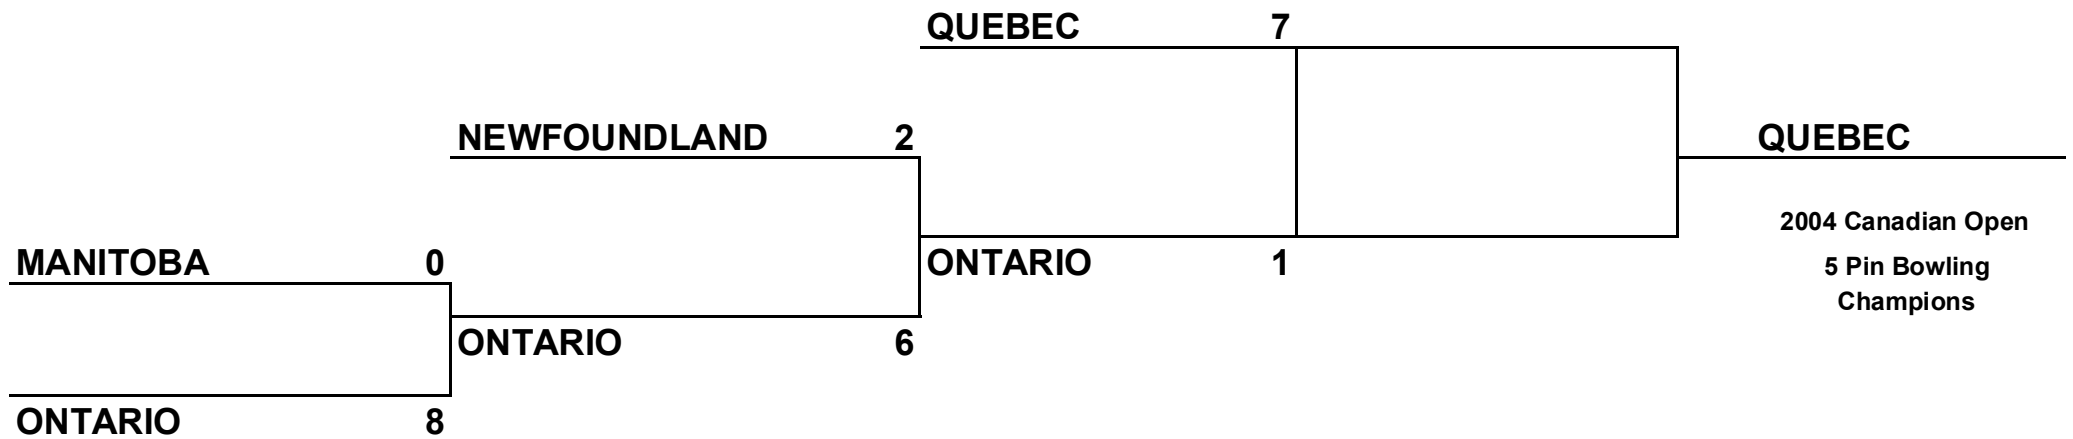 QUEBEC 7
NEWFOUNDLAND 2 QUEBEC
2004 Canadian Open
MANITOBA 0 ONTARIO 1 5 Pin Bowling
Champions
ONTARIO 6
ONTARIO 8